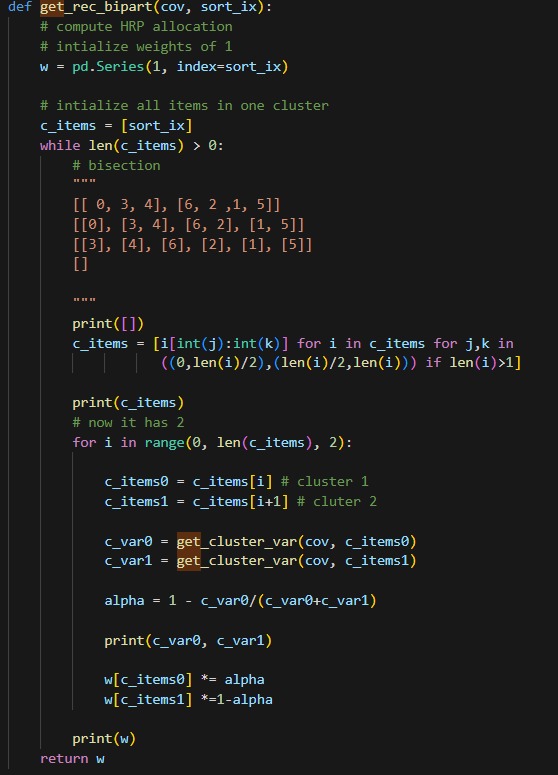 def get_rec_bipart(cov, sort_ix):
    # compute HRP allocation
    # intialize weights of 1
    w = pd.Series(1, index=sort_ix)

    # intialize all items in one cluster
    c_items = [sort_ix]
    while len(c_items) > 0:
        # bisection
        """
        [[ 0, 3, 4], [6, 2 ,1, 5]]
        [[0], [3, 4], [6, 2], [1, 5]]
        [[3], [4], [6], [2], [1], [5]]
        []

        """
        print([])
        c_items = [i[int(j):int(k)] for i in c_items for j,k in
                   ((0,len(i)/2),(len(i)/2,len(i))) if len(i)>1]

        print(c_items)
        # now it has 2
        for i in range(0, len(c_items), 2):

            c_items0 = c_items[i] # cluster 1
            c_items1 = c_items[i+1] # cluter 2

            c_var0 = get_cluster_var(cov, c_items0)
            c_var1 = get_cluster_var(cov, c_items1)

            alpha = 1 - c_var0/(c_var0+c_var1)

            print(c_var0, c_var1)

            w[c_items0] *= alpha
            w[c_items1] *=1-alpha

        print(w)
    return w